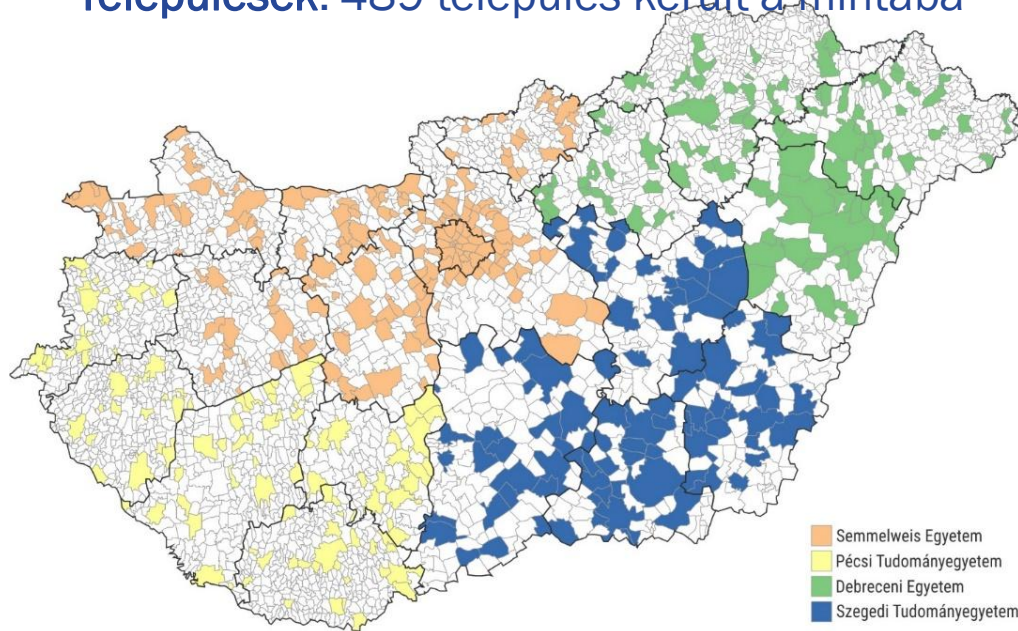 Települések: 489 település került a mintába
Semmelweis Egyetem
Pécsi Tudományegyetem
Debreceni Egyetem
Szegedi Tudományegyetem